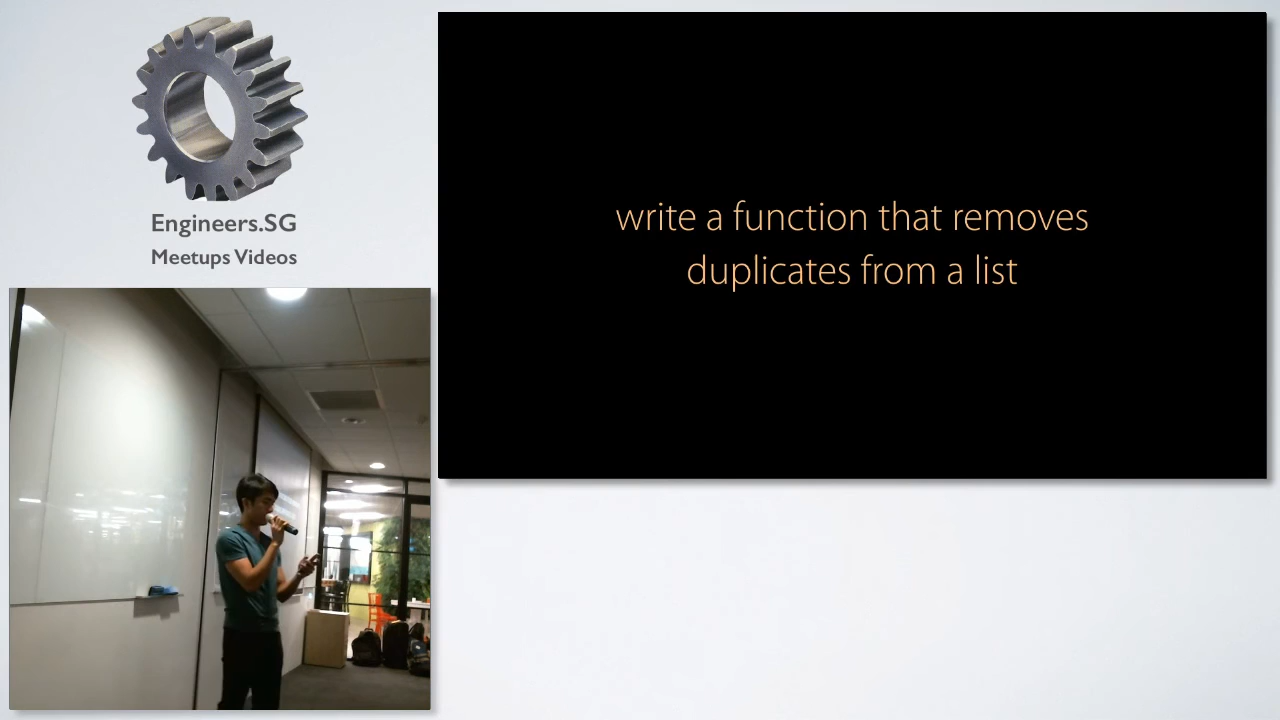 Engineers.SG
Meetups Videos
write a function that removes
duplicates from a list